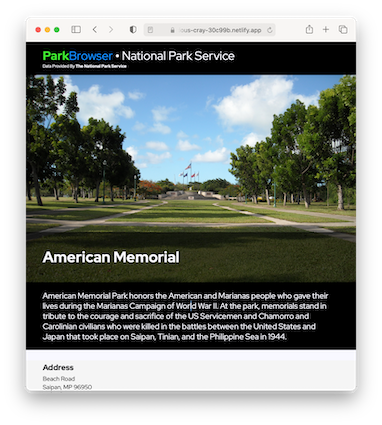 -cray-30c99b.netlify.app
ParkBrowser • National Park Service
Data Provided By The National Park Service
American Memorial
American Memorial Park honors the American and Marianas people who gave their
lives during the Marianas Campaign of World War II. At the park, memorials stand in
tribute to the courage and sacrifice of the US Servicemen and Chamorro and
Carolinian civilians who were killed in the battles between the United States and
Japan that took place on Saipan, Tinian, and the Philippine Sea in 1944.
Address
Beach Road
Saipan, MP 96950